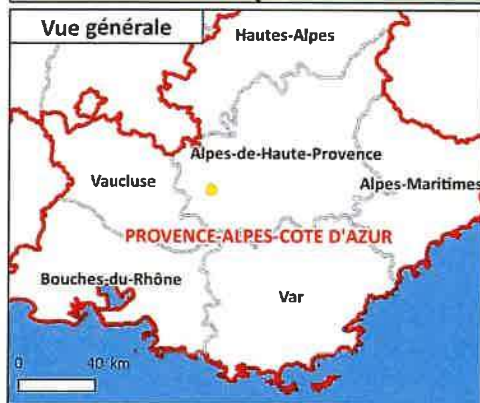 Vue générale
Hautes-Alpes
Alpes-de-Haute-Provence
Vaucluse
Alpes-Maritimes
PROVENCE-ALPES-COTE D'AZUR
Bouches-du-Rhône
Var
0 40 km